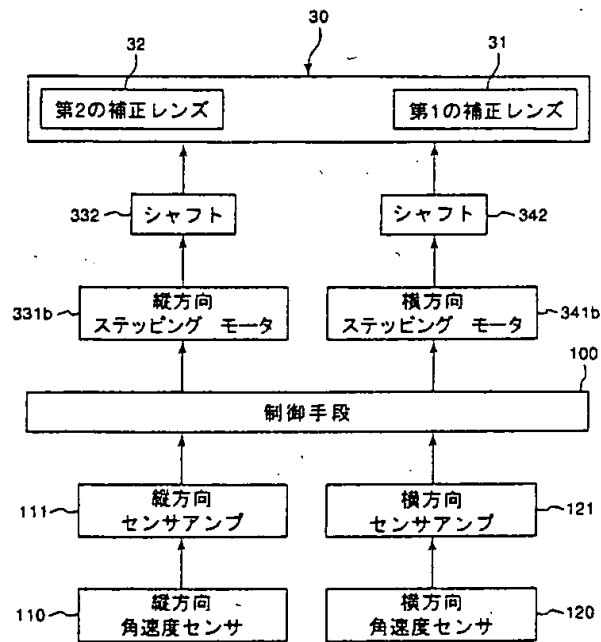 30
32
31
第2の補正レンズ
第1の補正レンズ
332
シャフト
シャフト
342
331b
縦方向
ステッピング モータ
横方向
ステッピング モータ
341b
100
制御手段
111
縦方向
センサアンプ
横方向
センサアンプ
121
110
縦方向
角速度センサ
横方向
角速度センサ
120